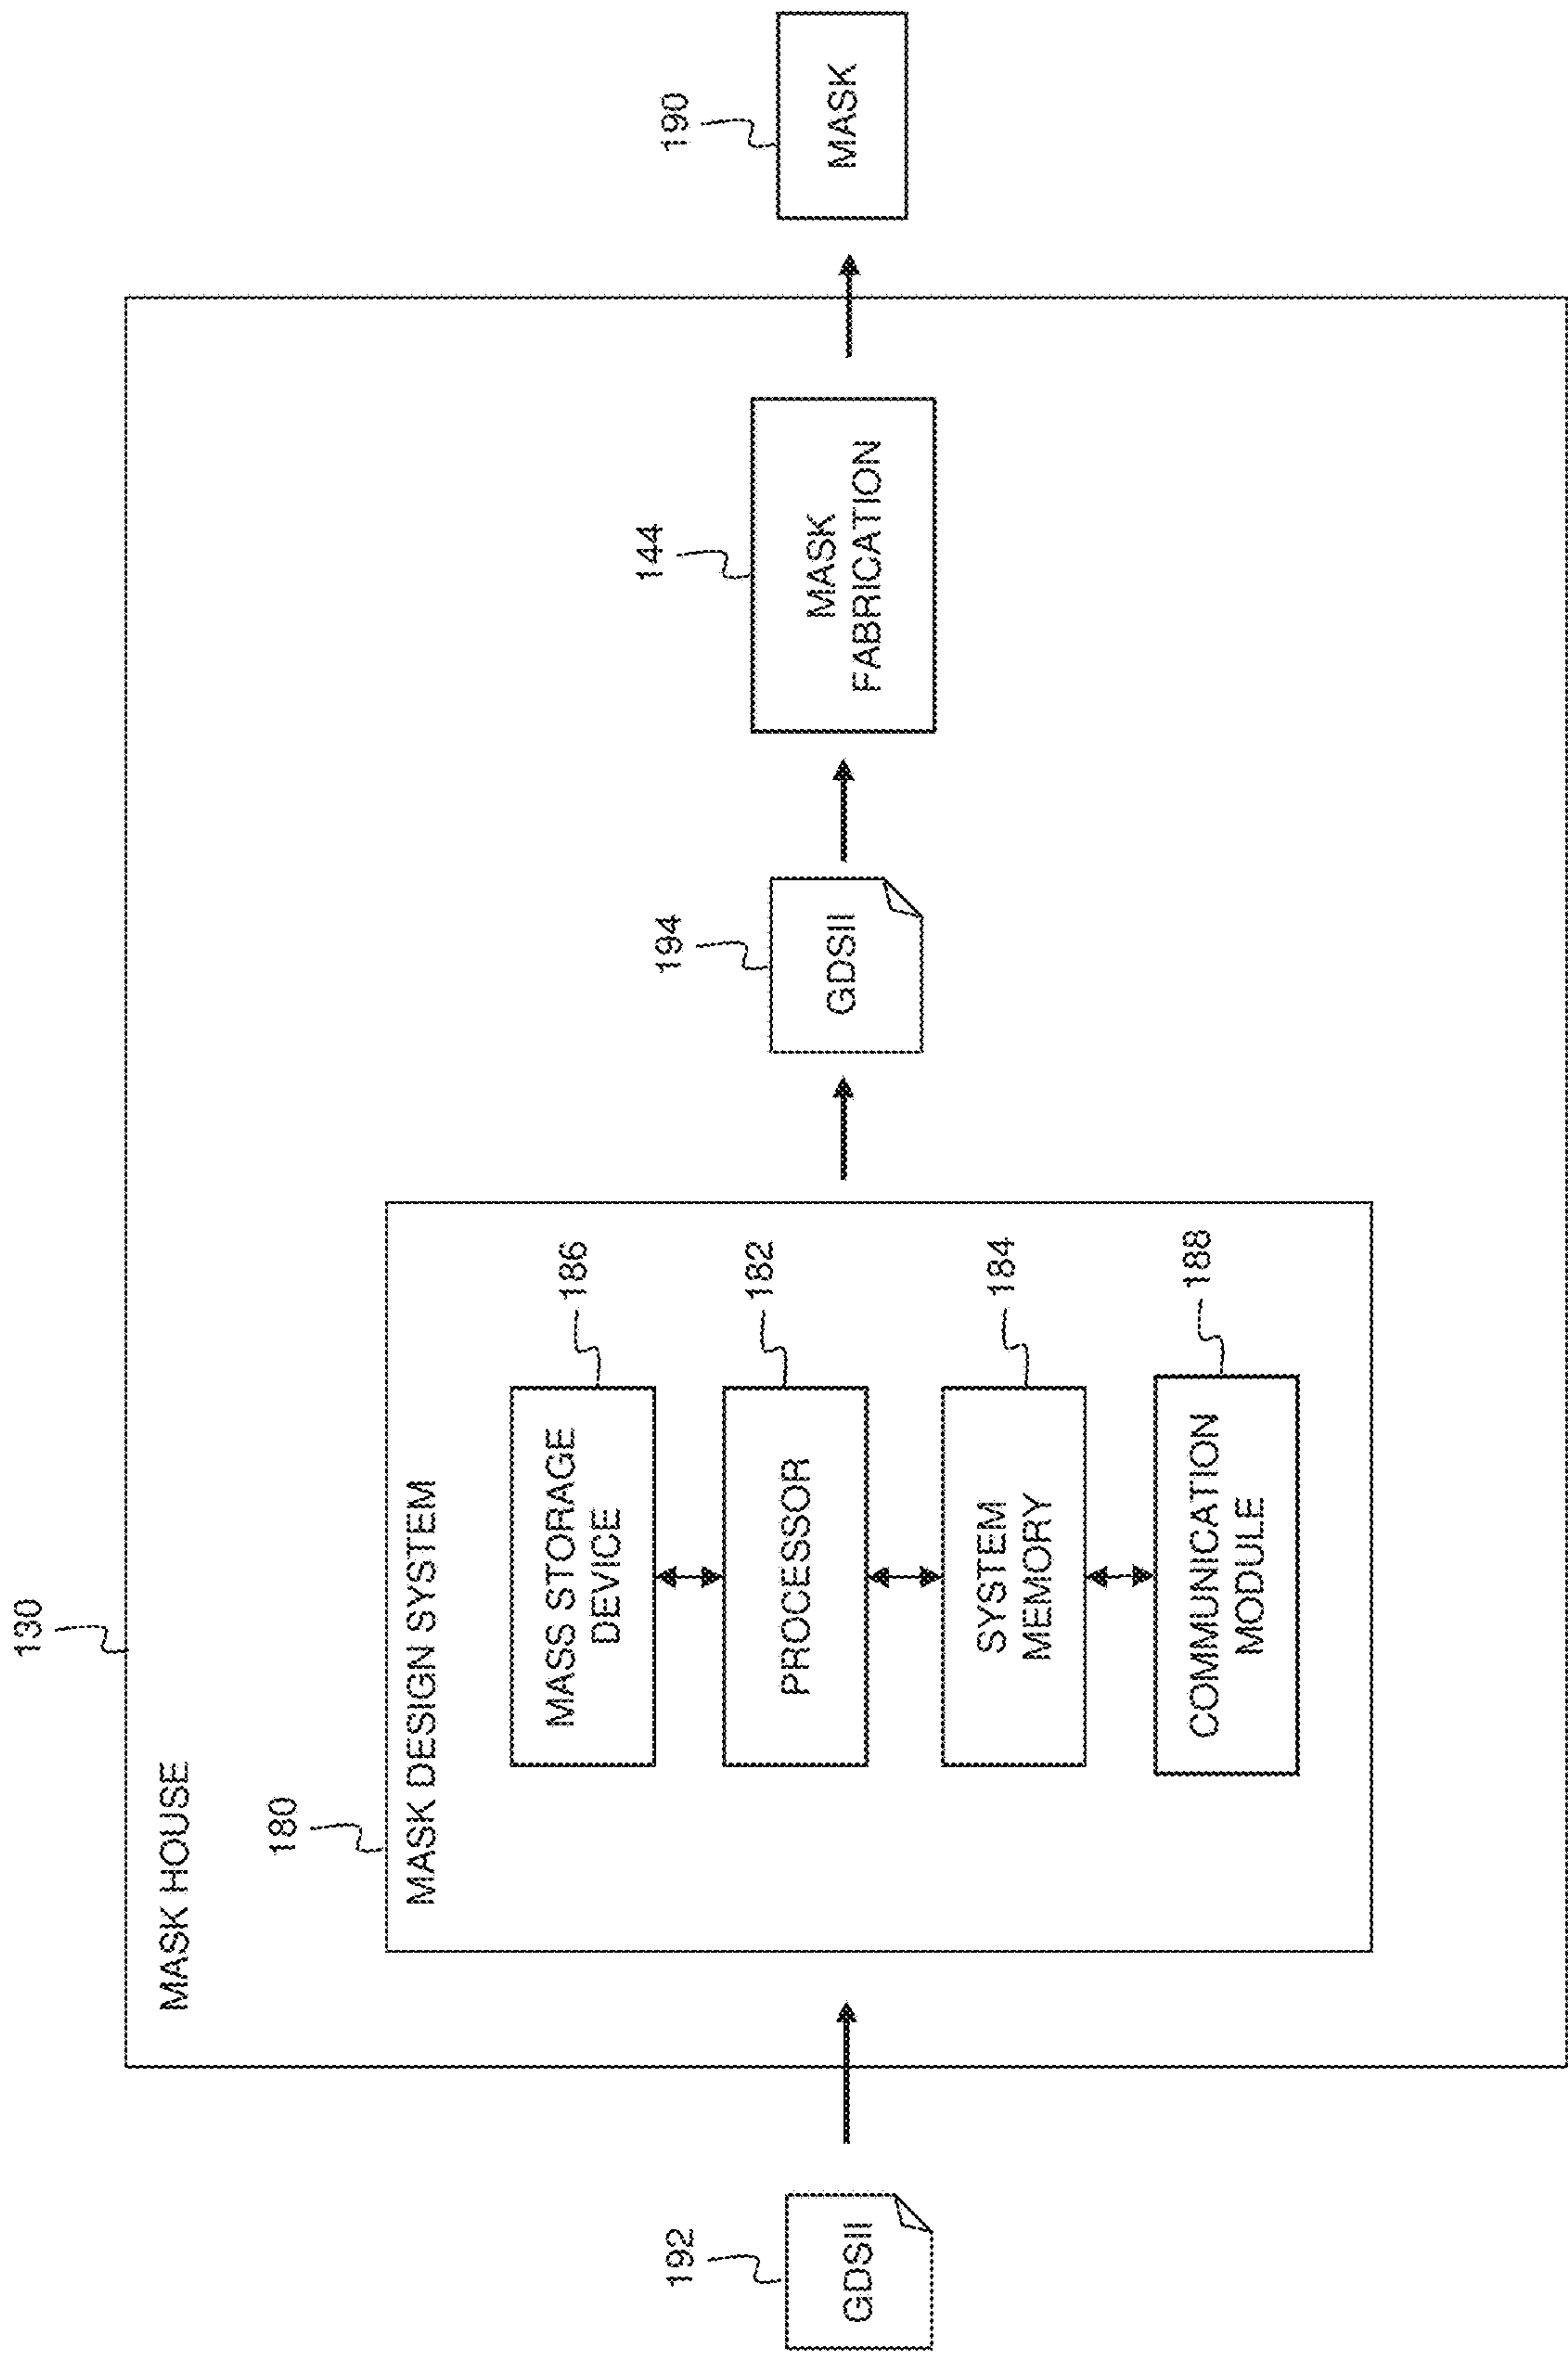 130
MASK HOUSE
180
MASK DESIGN SYSTEM
MASS STORAGE
DEVICE
186
PROCESSOR
182
SYSTEM
MEMORY
184
COMMUNICATION
MODULE
188
192
GDSII
194
GDSII
144
MASK
FABRICATION
190
MASK